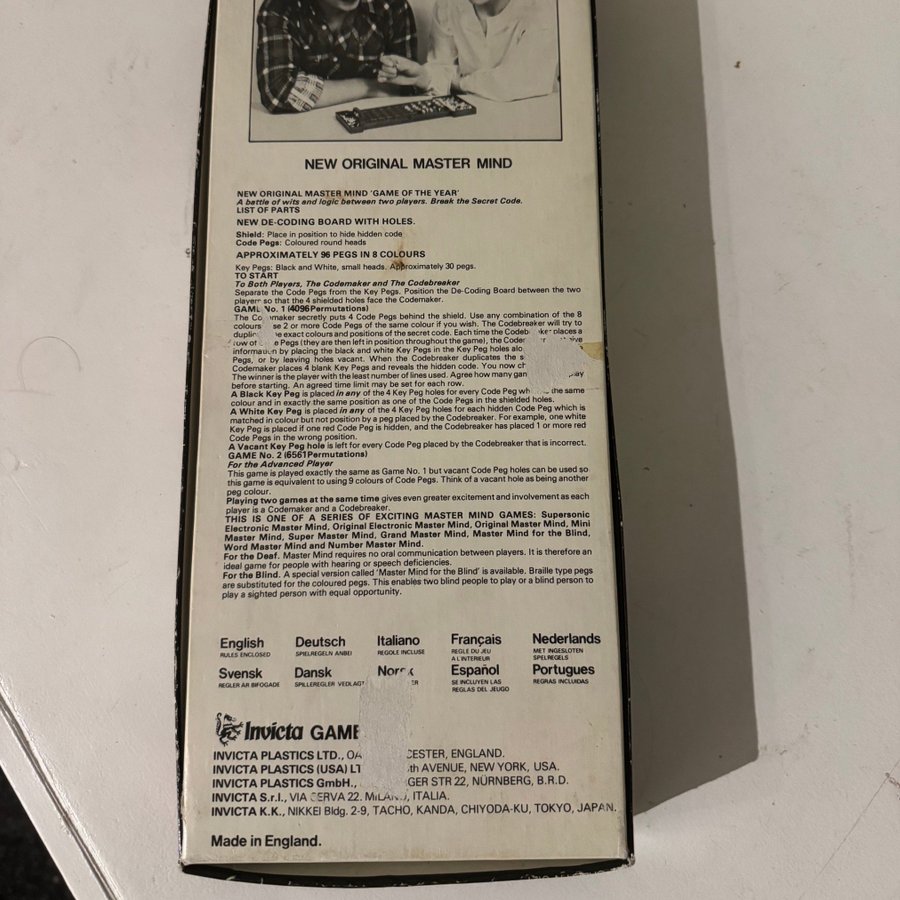 NEW ORIGINAL MASTER MIND
NEW ORIGINAL MASTER MIND 'GAME OF THE YEAR'
A battle of wits and logic between two players. Break the Secret Code.
LIST OF PARTS
NEW DE-CODING BOARD WITH HOLES.
Shield: Place in position to hide hidden code
Code Pegs: Coloured round heads
APPROXIMATELY 96 PEGS IN 8 COLOURS
Key Pegs: Black and White, small heads. Approximately 30 pegs.
TO START
To Both Players, The Codemaker and The Codebreaker
Separate the Code Pegs from the Key Pegs. Position the De-Coding Board between the two
players so that the 4 shielded holes face the Codemaker.
GAME No. 1 (4096 Permutations)
The Codemaker secretly puts 4 Code Pegs behind the shield. Use any combination of the 8
colours use 2 or more Code Pegs of the same colour if you wish. The Codebreaker will try to
the exact colours and positions of the secret code. Each time the Codebreaker places a
row of Code Pegs (they are then left in position throughout the game), the
information by placing the black and white Key Pegs in the Key Peg holes
Pegs, or by leaving holes vacant. When the Codebreaker duplicates the
Codemaker places 4 blank Key Pegs and reveals the hidden code. You now
The winner is the player with the least number of lines used. Agree how many play
before starting. An agreed time limit may be set for each row.
A Black Key Peg is placed in any of the 4 Key Peg holes for every Code Peg the same
colour and in exactly the same position as one of the Code Pegs in the shielded holes.
A White Key Peg is placed in any of the 4 Key Peg holes for each hidden Code Peg which is
matched in colour but not position by a peg placed by the Codebreaker. For example, one white
Key Peg is placed if one red Code Peg is hidden, and the Codebreaker has placed 1 or more red
Code Pegs in the wrong position.
A Vacant Key Peg hole is left for every Code Peg placed by the Codebreaker that is incorrect.
GAME No. 2 (6561 Permutations)
For the Advanced Player
This game is played exactly the same as Game No. 1 but vacant Code Peg holes can be used so
this game is equivalent to using 9 colours of Code Pegs. Think of a vacant hole as being another
peg colour.
Playing two games at the same time gives even greater excitement and involvement as each
player is a Codemaker and a Codebreaker.
THIS IS ONE OF A SERIES OF EXCITING MASTER MIND GAMES: Supersonic
Electronic Master Mind, Original Electronic Master Mind, Original Master Mind, Mini
Master Mind, Super Master Mind, Grand Master Mind, Master Mind for the Blind,
Word Master Mind and Number Master Mind.
For the Deaf. Master Mind requires no oral communication between players. It is therefore an
ideal game for people with hearing or speech deficiencies.
For the Blind. A special version called 'Master Mind for the Blind' is available. Braille type pegs
are substituted for the coloured pegs. This enables two blind people to play or a blind person to
play a sighted person with equal opportunity.
English Deutsch Italiano Français Nederlands
RULES ENCLOSED SPIELREGELN ANBEI REGOLE INCLUSE REGLE DU JEU MET INGESLOTEN
A L'INTERIEUR SPELREGELS
Svensk Dansk Norsk Español Portugues
REGLER AR BIFOGADE SPILLEREGLER VEDLAGT SE INCLUYEN LAS REGRAS INCLUIDAS
REGLAS DEL JEUGO
Invicta GAME
INVICTA PLASTICS LTD., ENGLAND.
INVICTA PLASTICS (USA) AVENUE, NEW YORK, USA.
INVICTA PLASTICS GmbH., STR 22, NÜRNBERG, B.R.D.
INVICTA S.r.l., VIA 22. MILANO, ITALIA.
INVICTA K.K., NIKKEI Bldg. 2-9, TACHO, KANDA, CHIYODA-KU, TOKYO, JAPAN.
Made in England.